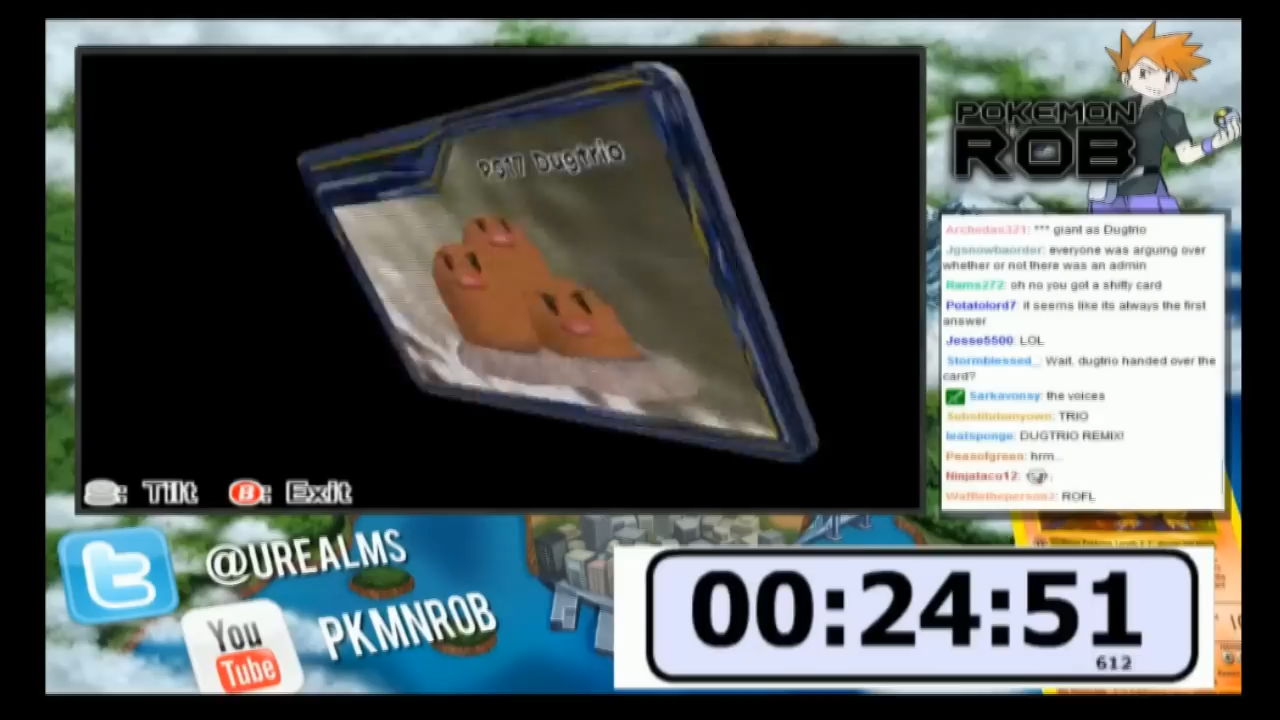 P517 Dugtrio
: Tilt B: Exit
POKEMON
ROB
Archedas321: *** giant as Dugtrio
Jgsnowbaorder: everyone was arguing over
whether or not there was an admin
Rams272: oh no you got a shitty card
Potatolord7: it seems like its always the first
answer
Jesse5500: LOL
Stormblessed_: Wait, dugtrio handed over the
card?
Sarkavonsy: the voices
TRIO
leafsponge: DUGTRIO REMIX!
Peasofgreen: hrm..
Ninjataco12:
ROFL
@UREALMS
You
Tube
PKMNROB
00:24:51
612